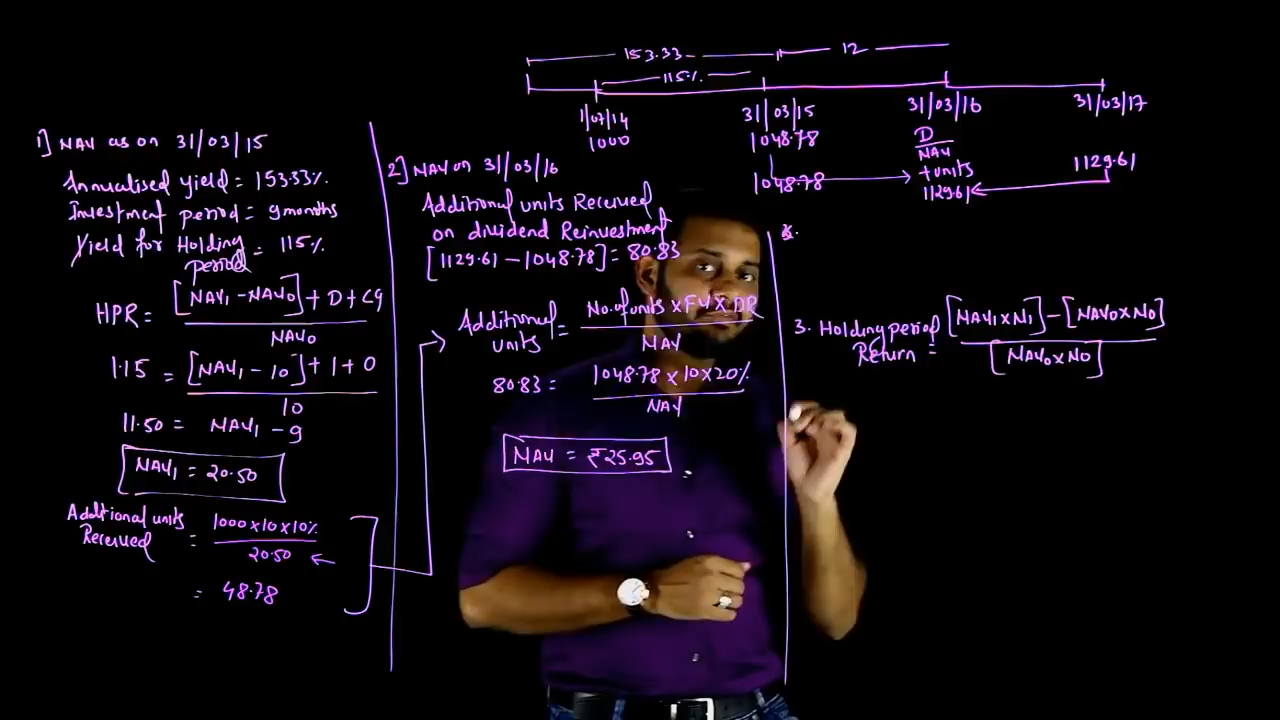 153.33
12
115%
1/07/14
31/03/15
31/03/16
31/03/17
1000
1048.78
D
NAV
+units
1129.61
1048.78
1129.61
1] NAV as on 31/03/15
Annualised yield = 153.33%
Investment period = 9 months
Yield for Holding period = 115%
HPR = [NAV₁ - NAV₀] + D + CG
NAV₀
1.15 = [NAV₁ - 10] + 1 + 0
10
11.50 = NAV₁ - 9
NAV₁ = 20.50
Additional units
Received
= 1000 x 10 x 10%
20.50
= 48.78
2] NAV on 31/03/16
Additional units Received
on dividend Reinvestment
[1129.61 - 1048.78] = 80.83
Additional units = No. of units x FV x DR
NAV
80.83 = 1048.78 x 10 x 20%
NAV
NAV = ₹25.95
3. Holding period
Return =
[NAV₁ x N₁] - [NAV₀ x N₀]
[NAV₀ x N₀]